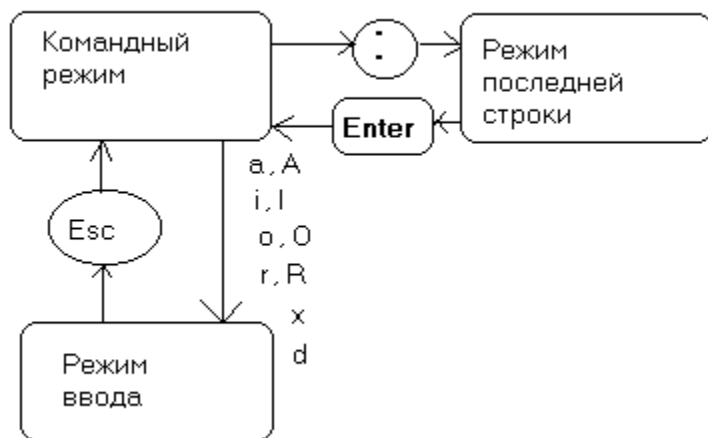 Командный
режим
:
Режим
последней
строки
Enter
a, A
i, I
o, O
r, R
x
d
Esc
Режим
ввода